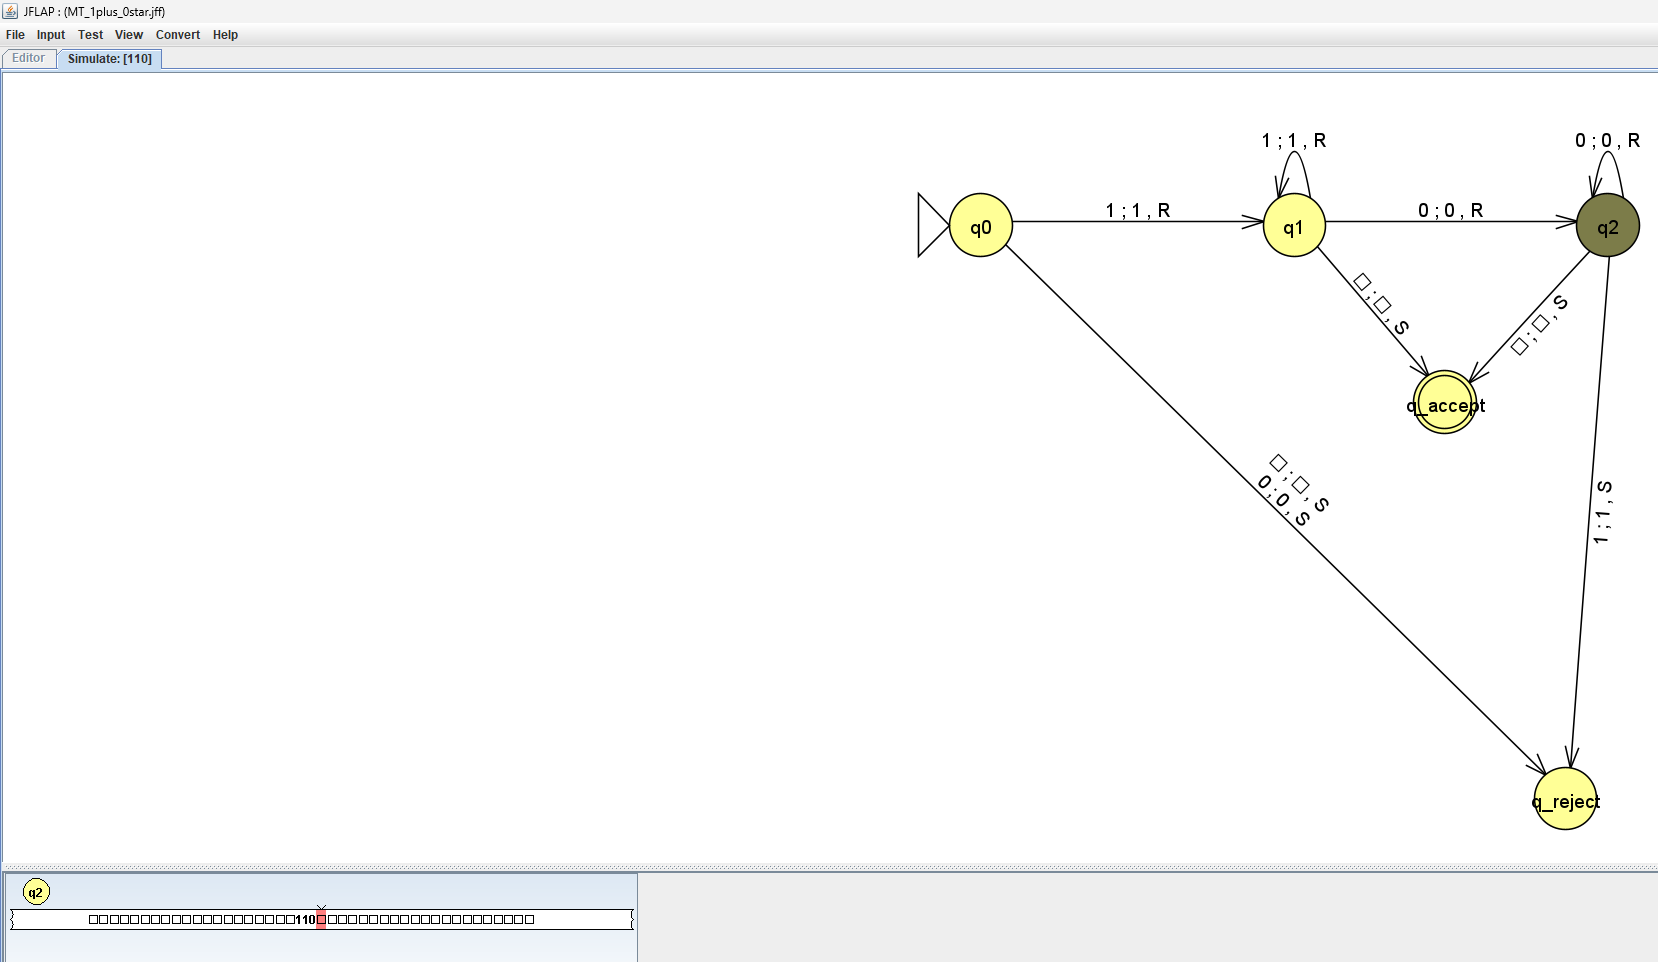 JFLAP : (MT_1plus_0star.jff)
File Input Test View Convert Help
Editor Simulate: [110]
1 ; 1 , R
0 ; 0 , R
1 ; 1 , R
0 ; 0 , R
q0
q1
q2
□ ; □ , S
□ ; □ , S
q_accept
□ ; □ , S
0 ; 0 , S
1 ; 1 , S
q_reject
q2
□□□□□□□□□□□□□□□□□□□□110□□□□□□□□□□□□□□□□□□□□□